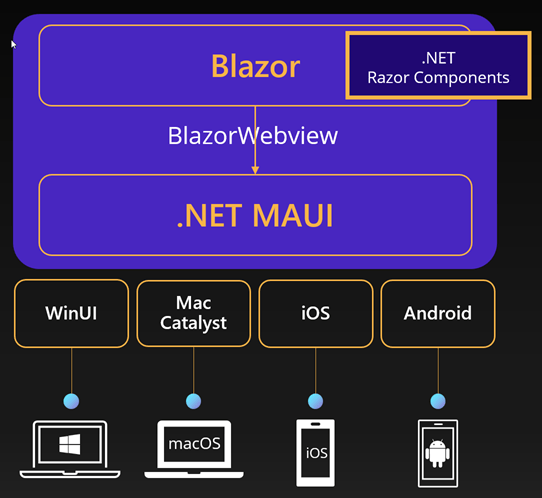 Blazor
.NET
Razor Components
BlazorWebview
.NET MAUI
WinUI
Mac
Catalyst
iOS
Android
macOS
iOS